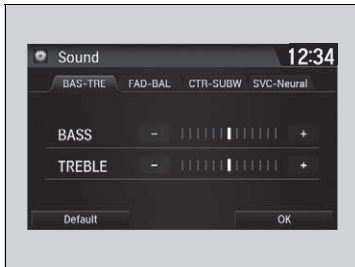 Sound 12:34
BAS-TRE FAD-BAL CTR-SUBW SVC-Neural
BASS − +
TREBLE − +
Default OK